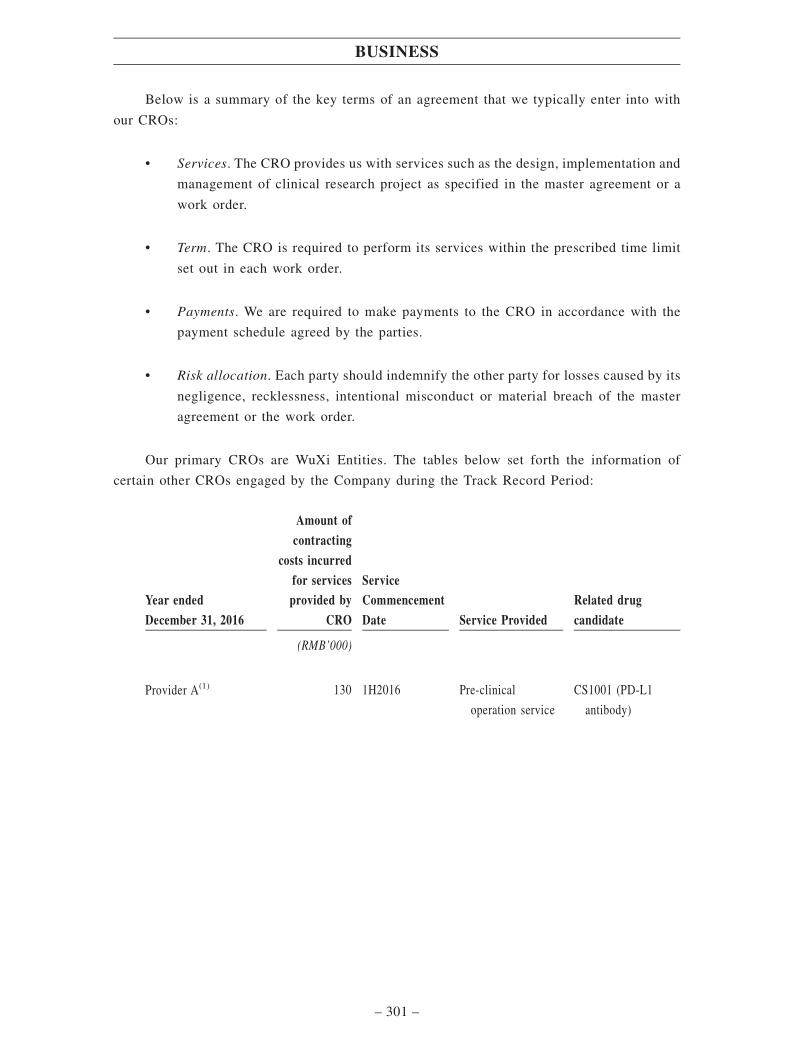 BUSINESS
Below is a summary of the key terms of an agreement that we typically enter into with
our CROs:
• Services. The CRO provides us with services such as the design, implementation and
management of clinical research project as specified in the master agreement or a
work order.
• Term. The CRO is required to perform its services within the prescribed time limit
set out in each work order.
• Payments. We are required to make payments to the CRO in accordance with the
payment schedule agreed by the parties.
• Risk allocation. Each party should indemnify the other party for losses caused by its
negligence, recklessness, intentional misconduct or material breach of the master
agreement or the work order.
Our primary CROs are WuXi Entities. The tables below set forth the information of
certain other CROs engaged by the Company during the Track Record Period:
Amount of
contracting
costs incurred
for services Service
Year ended provided by Commencement Related drug
December 31, 2016 CRO Date Service Provided candidate
(RMB’000)
Provider A(1) 130 1H2016 Pre-clinical CS1001 (PD-L1
operation service antibody)
– 301 –